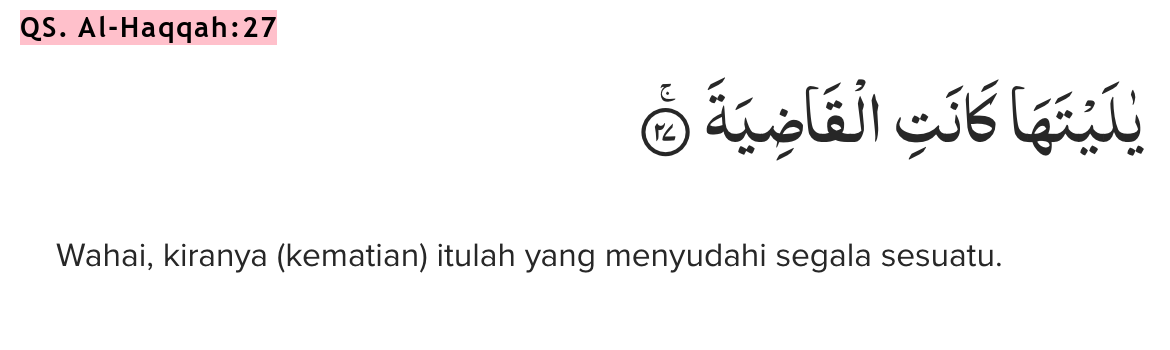 QS. Al-Haqqah:27
يٰلَيْتَهَا كَانَتِ الْقَاضِيَةَ ۚ ٢٧
Wahai, kiranya (kematian) itulah yang menyudahi segala sesuatu.